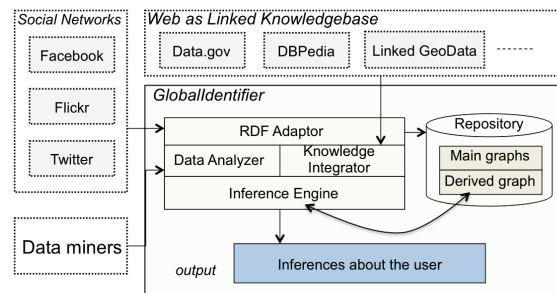 Social Networks
Facebook
Flickr
Twitter
Data miners
Web as Linked Knowledgebase
Data.gov
DBPedia
Linked GeoData
GlobalIdentifier
RDF Adaptor
Data Analyzer
Knowledge
Integrator
Inference Engine
Repository
Main graphs
Derived graph
output
Inferences about the user